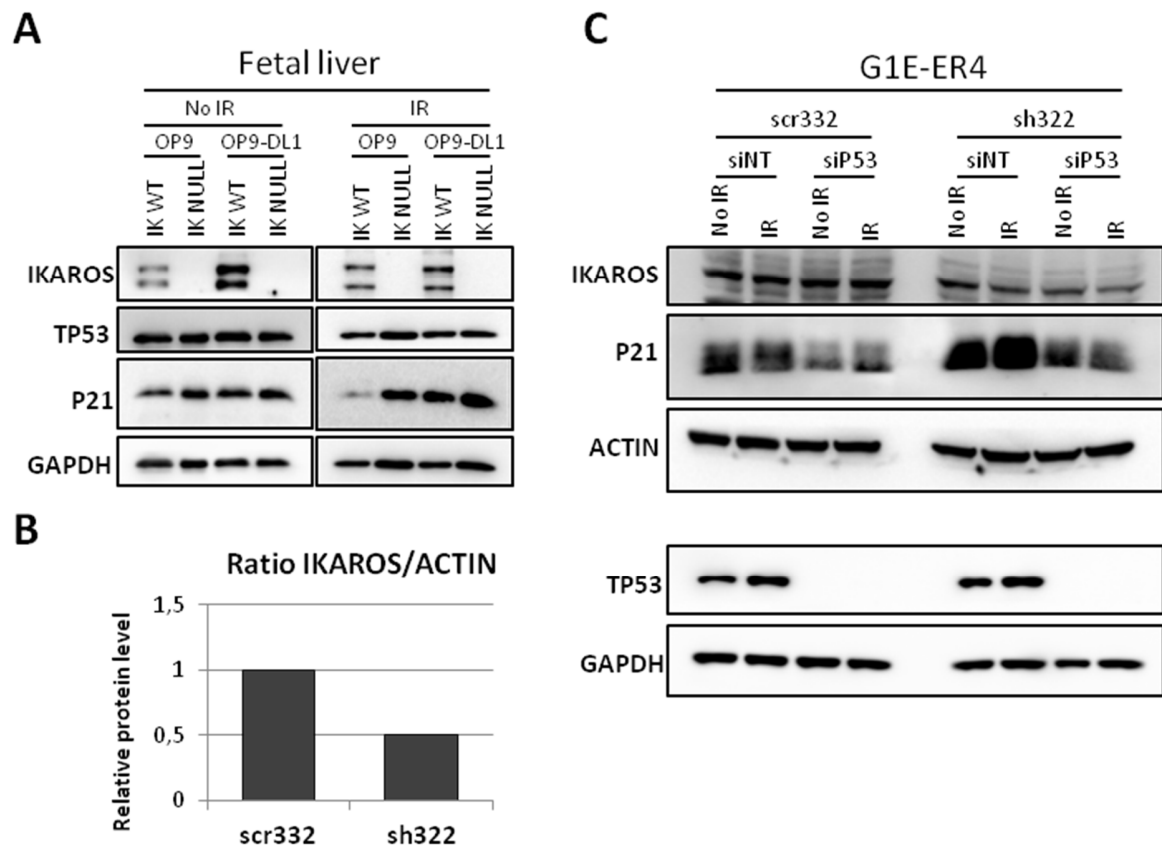 A
Fetal liver
No IR IR
OP9 OP9-DL1 OP9 OP9-DL1
IK WT IK NULL IK WT IK NULL IK WT IK NULL IK WT IK NULL
IKAROS
TP53
P21
GAPDH
B
Ratio IKAROS/ACTIN
Relative protein level
1,5
1
0,5
0
scr332 sh322
C
G1E-ER4
scr332 sh322
siNT siP53 siNT siP53
No IR IR No IR IR No IR IR No IR IR
IKAROS
P21
ACTIN
TP53
GAPDH